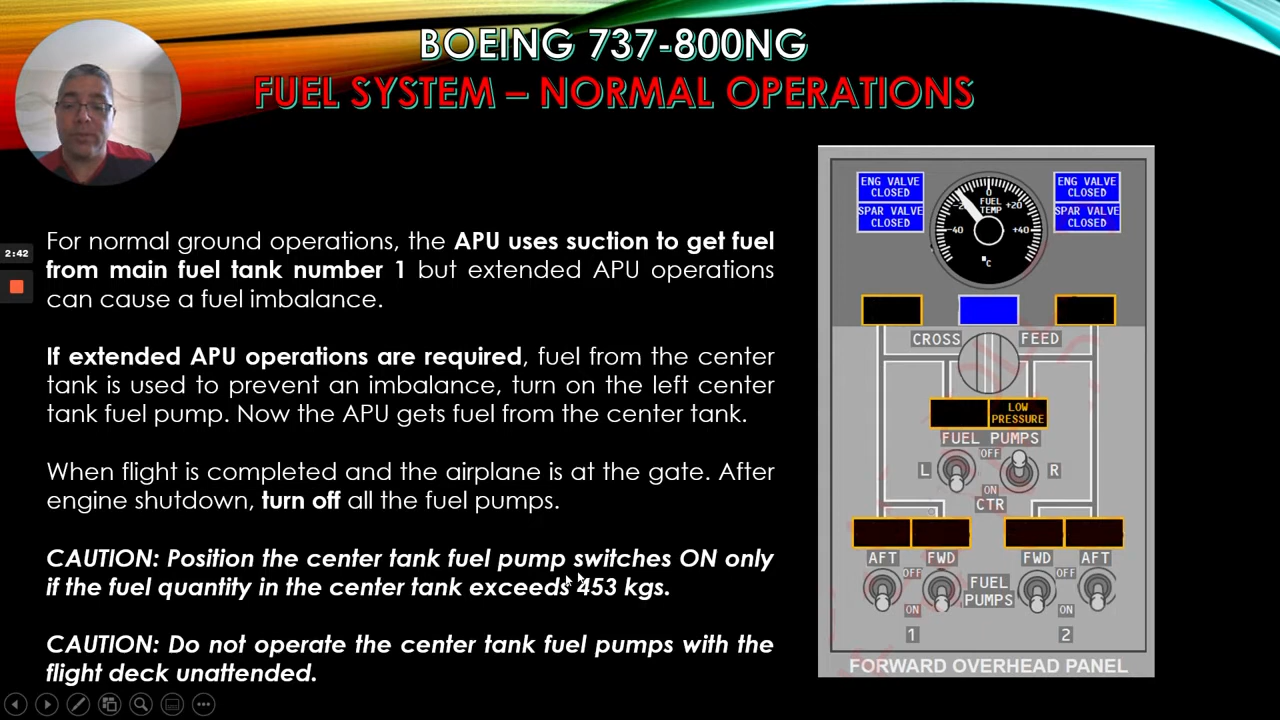 BOEING 737-800NG
FUEL SYSTEM – NORMAL OPERATIONS
2:42
For normal ground operations, the APU uses suction to get fuel
from main fuel tank number 1 but extended APU operations
can cause a fuel imbalance.
If extended APU operations are required, fuel from the center
tank is used to prevent an imbalance, turn on the left center
tank fuel pump. Now the APU gets fuel from the center tank.
When flight is completed and the airplane is at the gate. After
engine shutdown, turn off all the fuel pumps.
CAUTION: Position the center tank fuel pump switches ON only
if the fuel quantity in the center tank exceeds 453 kgs.
CAUTION: Do not operate the center tank fuel pumps with the
flight deck unattended.
ENG VALVE
CLOSED
SPAR VALVE
CLOSED
0
FUEL
TEMP
-20
+20
-40
+40
°C
ENG VALVE
CLOSED
SPAR VALVE
CLOSED
CROSS FEED
LOW
PRESSURE
FUEL PUMPS
OFF
L R
ON
CTR
AFT FWD FWD AFT
OFF OFF
FUEL
PUMPS
ON ON
1 2
FORWARD OVERHEAD PANEL